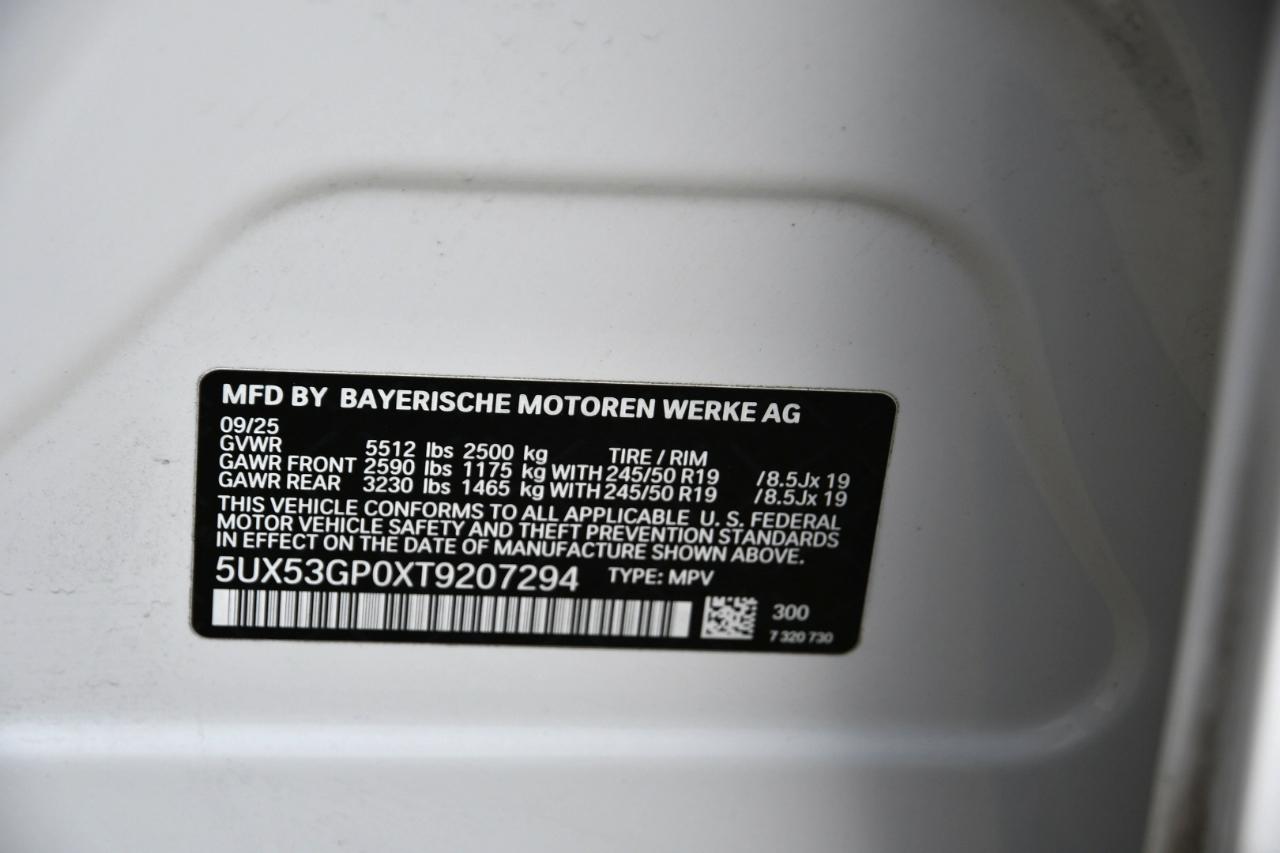 MFD BY BAYERISCHE MOTOREN WERKE AG
09/25
GVWR 5512 lbs 2500 kg TIRE / RIM
GAWR FRONT 2590 lbs 1175 kg WITH 245/50 R19 /8.5Jx 19
GAWR REAR 3230 lbs 1465 kg WITH 245/50 R19 /8.5Jx 19
THIS VEHICLE CONFORMS TO ALL APPLICABLE U. S. FEDERAL
MOTOR VEHICLE SAFETY AND THEFT PREVENTION STANDARDS
IN EFFECT ON THE DATE OF MANUFACTURE SHOWN ABOVE.
5UX53GP0XT9207294 TYPE: MPV
300
7 320 730